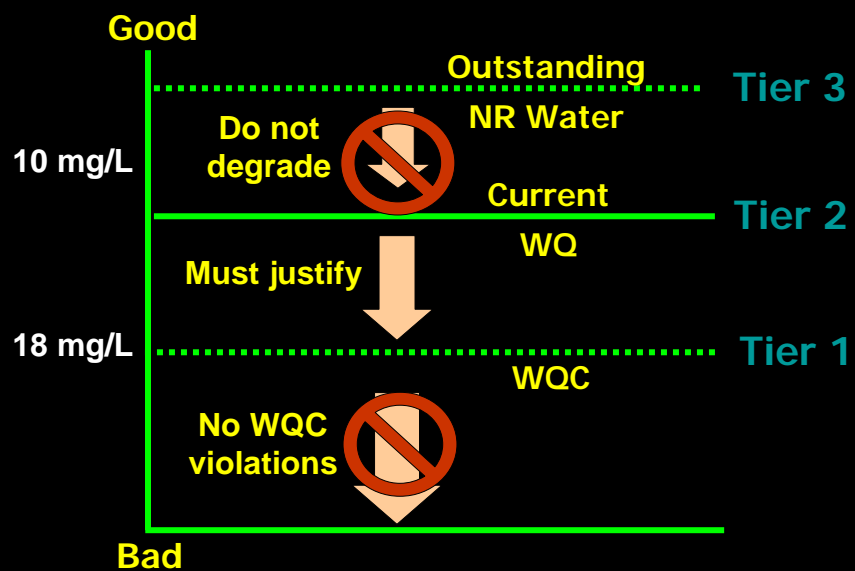 Good
Outstanding
Tier 3
NR Water
Do not
degrade
10 mg/L
Current
Tier 2
WQ
Must justify
18 mg/L
Tier 1
WQC
No WQC
violations
Bad